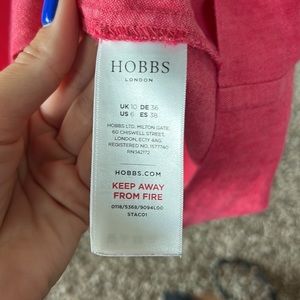 HOBBS
LONDON
UK 10 DE 36
US 6 ES 38
HOBBS LTD, MILTON GATE,
60 CHISWELL STREET,
LONDON, EC1Y 4AG.
REGISTERED NO. 1577740
RN942172
HOBBS.COM
KEEP AWAY
FROM FIRE
0118/5368/9094L00
STAC01